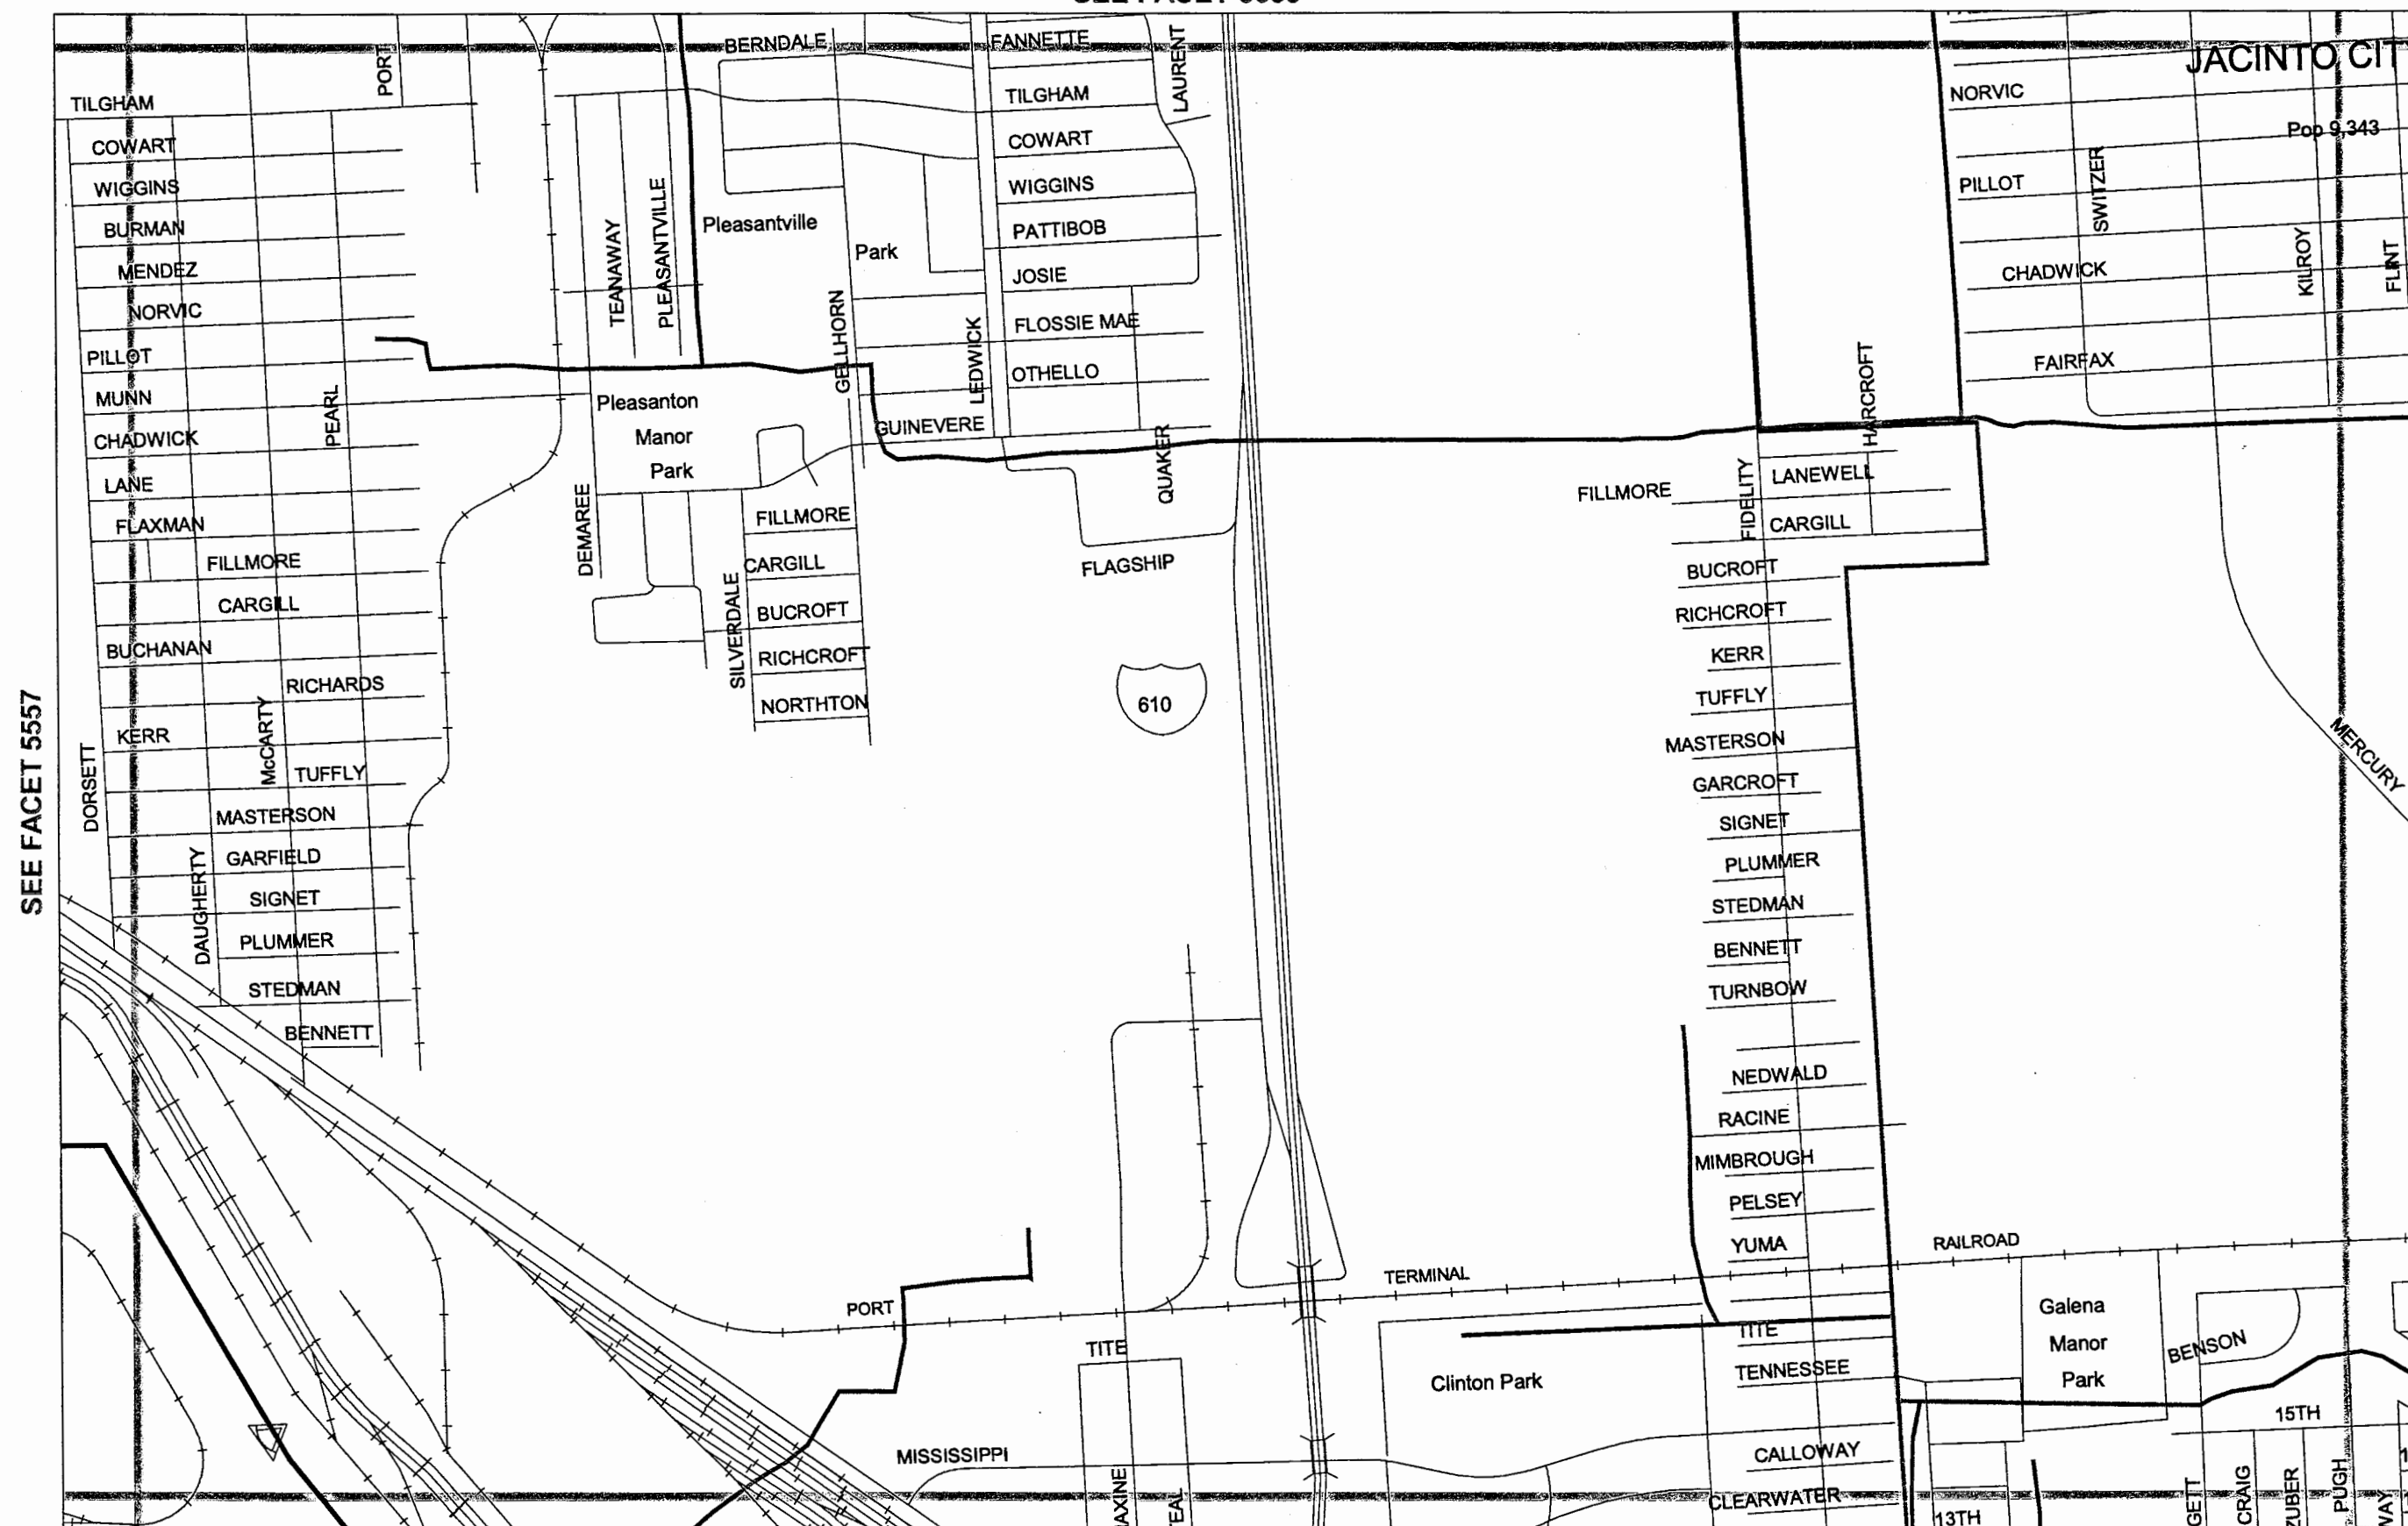 BERNDALE
FANNETTE
LAURENT
PORT
JACINTO CIT
TILGHAM
TILGHAM
NORVIC
COWART
COWART
Pop 9,343
WIGGINS
WIGGINS
PILLOT
SWITZER
BURMAN
TEANAWAY
PLEASANTVILLE
Pleasantville
PATTIBOB
Park
MENDEZ
JOSIE
CHADWICK
KILROY
FLINT
NORVIC
GELLHORN
LEDWICK
FLOSSIE MAE
PILLOT
OTHELLO
HARCROFT
FAIRFAX
MUNN
PEARL
Pleasanton
Manor
Park
GUINEVERE
CHADWICK
QUAKER
LANE
DEMAREE
FILLMORE
FIDELITY
LANEWELL
FLAXMAN
FILLMORE
CARGILL
FILLMORE
CARGILL
FLAGSHIP
BUCROFT
CARGILL
SILVERDALE
BUCROFT
RICHCROFT
BUCHANAN
RICHCROFT
KERR
RICHARDS
NORTHTON
610
TUFFLY
SEE FACET 5557
DORSETT
KERR
McCARTY
MASTERSON
MERCURY
TUFFLY
GARCROFT
MASTERSON
SIGNET
DAUGHERTY
GARFIELD
PLUMMER
SIGNET
STEDMAN
PLUMMER
BENNETT
STEDMAN
TURNBOW
BENNETT
NEDWALD
RACINE
MIMBROUGH
PELSEY
YUMA
RAILROAD
TERMINAL
PORT
Galena
Manor
Park
TITE
TITE
BENSON
Clinton Park
TENNESSEE
15TH
MISSISSIPPI
CALLOWAY
CRAIG
PUGH
CLEARWATER
13TH